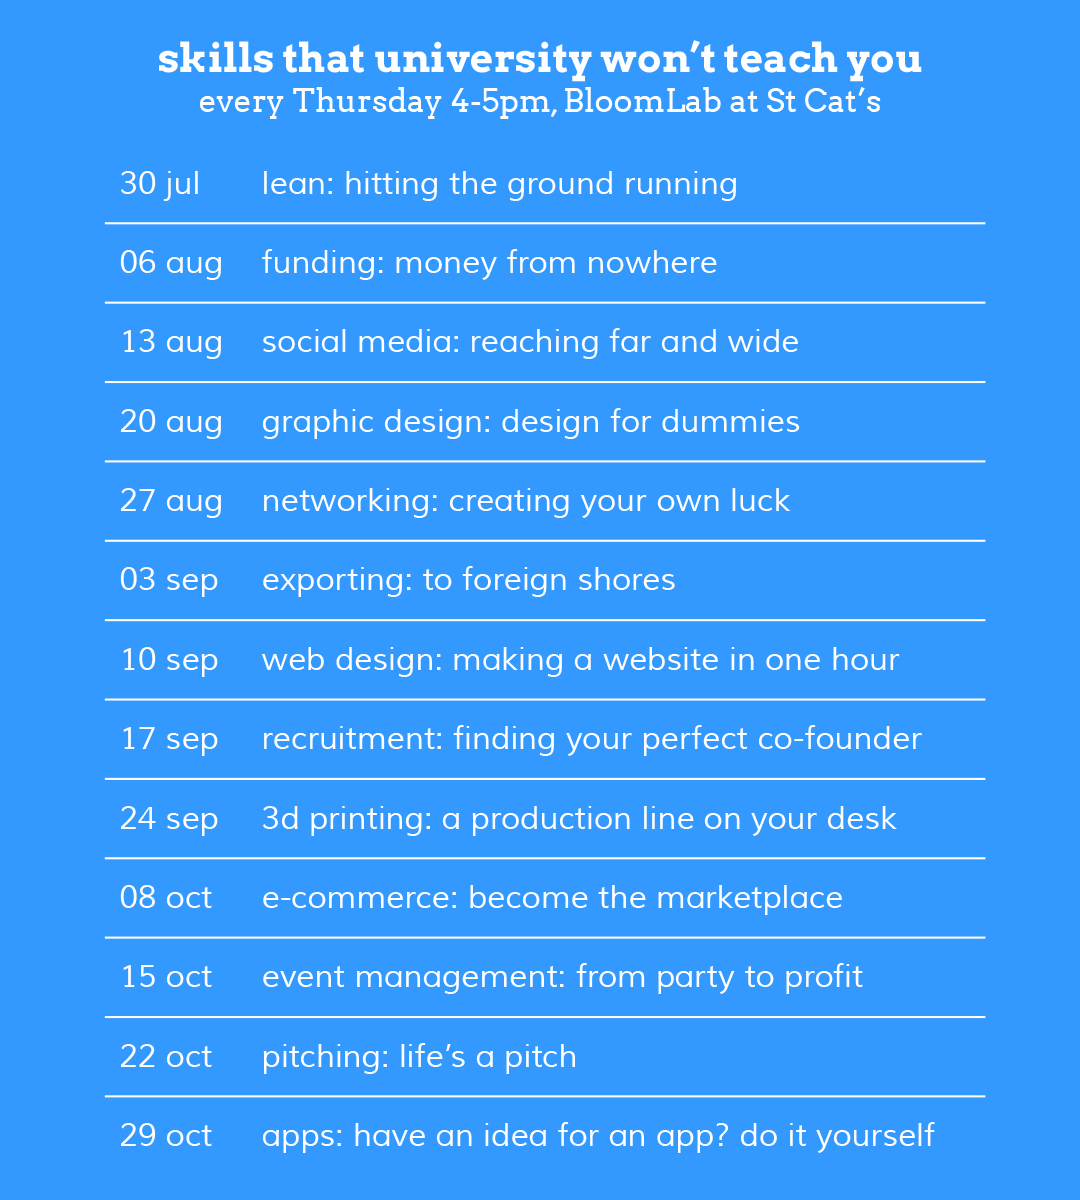 skills that university won’t teach you
every Thursday 4-5pm, BloomLab at St Cat’s
30 jul lean: hitting the ground running
06 aug funding: money from nowhere
13 aug social media: reaching far and wide
20 aug graphic design: design for dummies
27 aug networking: creating your own luck
03 sep exporting: to foreign shores
10 sep web design: making a website in one hour
17 sep recruitment: finding your perfect co-founder
24 sep 3d printing: a production line on your desk
08 oct e-commerce: become the marketplace
15 oct event management: from party to profit
22 oct pitching: life’s a pitch
29 oct apps: have an idea for an app? do it yourself